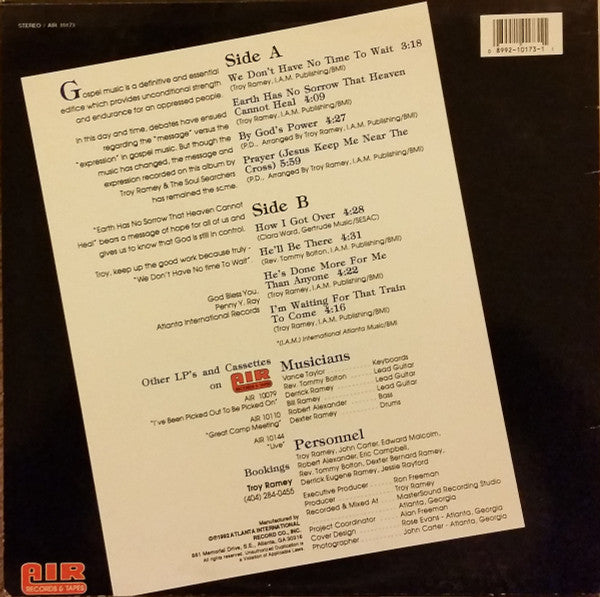 STEREO / AIR 10173
0 8992-10173-1
Gospel music is a definitive and essential
edifice which provides unconditional strength
and endurance for an oppressed people.
In this day and time, debates have ensued
regarding the "message" versus the
"expression" in gospel music. But though the
music has changed, the message and
expression recorded on this album by
Troy Ramey & The Soul Searchers
has remained the same.
"Earth Has No Sorrow That Heaven Cannot
Heal" bears a message of hope for all of us and
gives us to know that God is still in control.
Troy, keep up the good work because truly -
"We Don't Have No Time To Wait".
God Bless You,
Penny Y. Ray
Atlanta International Records
Side A
We Don't Have No Time To Wait 3:18
(Troy Ramey, I.A.M. Publishing/BMI)
Earth Has No Sorrow That Heaven
Cannot Heal 4:09
(Troy Ramey, I.A.M. Publishing/BMI)
By God's Power 4:27
(P.D., Arranged By Troy Ramey, I.A.M. Publishing/BMI)
Prayer (Jesus Keep Me Near The
Cross) 5:59
(P.D., Arranged By Troy Ramey, I.A.M. Publishing/BMI)
Side B
How I Got Over 4:28
(Clara Ward, Gertrude Music/SESAC)
He'll Be There 4:31
(Rev. Tommy Bolton, I.A.M. Publishing/BMI)
He's Done More For Me
Than Anyone 4:22
(Troy Ramey, I.A.M. Publishing/BMI)
I'm Waiting For That Train
To Come 4:16
(Troy Ramey, I.A.M. Publishing/BMI)
*(I.A.M.) International Atlanta Music/BMI
Other LP's and Cassettes
on AIR
RECORDS & TAPES
AIR 10079
"I've Been Picked Out To Be Picked On"
AIR 10110
"Great Camp Meeting"
AIR 10144
"Live"
Bookings
Troy Ramey
(404) 284-0455
Manufactured by
©®1992 ATLANTA INTERNATIONAL
RECORD CO., INC.
881 Memorial Drive, S.E., Atlanta, GA 30316
All rights reserved. Unauthorized Duplication is
a Violation of Applicable Laws.
Musicians
Vance Taylor Keyboards
Rev. Tommy Bolton Lead Guitar
Derrick Ramey Lead Guitar
Bill Ramey Lead Guitar
Robert Alexander Bass
Dexter Ramey Drums
Personnel
Troy Ramey, John Carter, Edward Malcolm,
Robert Alexander, Eric Campbell,
Rev. Tommy Bolton, Dexter Bernard Ramey,
Derrick Eugene Ramey, Jessie Rayford
Executive Producer Ron Freeman
Producer Troy Ramey
Recorded & Mixed At MasterSound Recording Studio
Atlanta, Georgia
Project Coordinator Alan Freeman
Cover Design Rose Evans - Atlanta, Georgia
Photographer John Carter - Atlanta, Georgia
AIR
RECORDS & TAPES